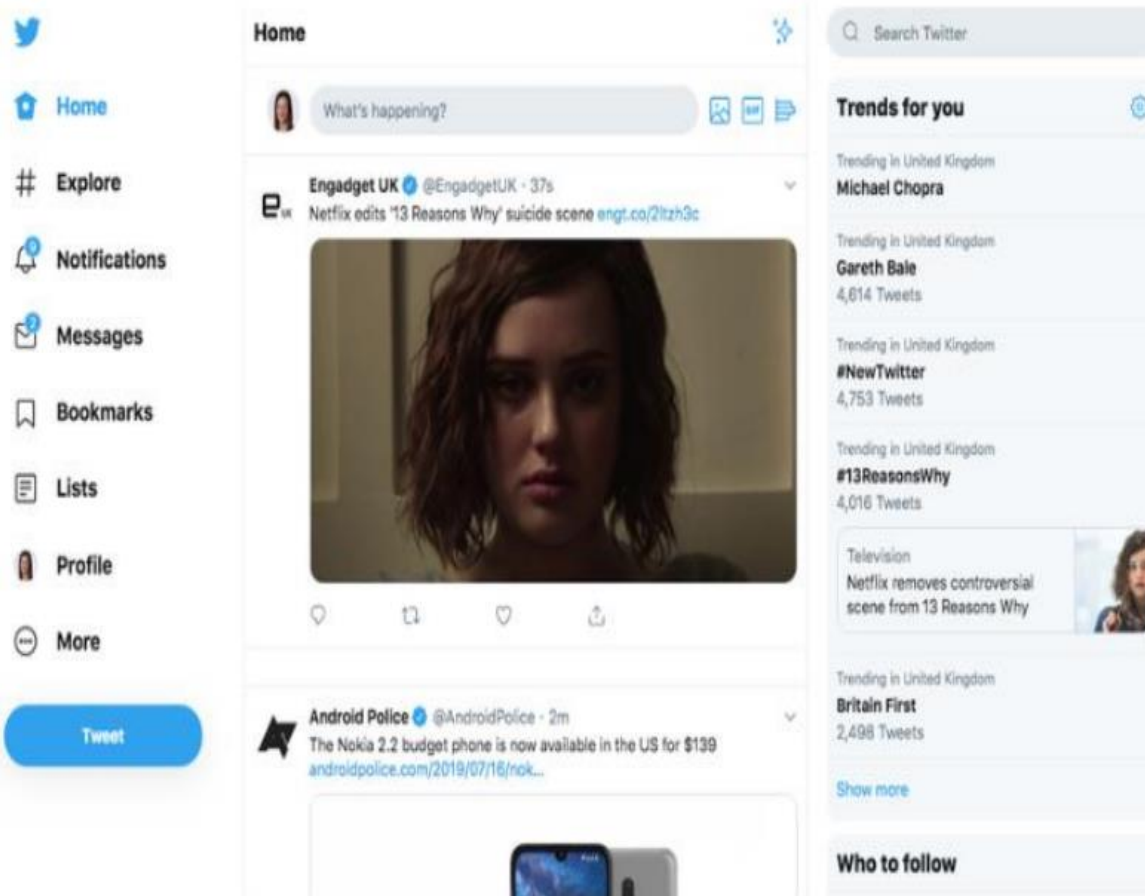 Home
Explore
Notifications
Messages
Bookmarks
Lists
Profile
More
Tweet
Home
What's happening?
GIF
Engadget UK @EngadgetUK · 37s
Netflix edits '13 Reasons Why' suicide scene engt.co/2ltzh3c
Android Police @AndroidPolice · 2m
The Nokia 2.2 budget phone is now available in the US for $139
androidpolice.com/2019/07/16/nok...
Search Twitter
Trends for you
Trending in United Kingdom
Michael Chopra
Trending in United Kingdom
Gareth Bale
4,614 Tweets
Trending in United Kingdom
#NewTwitter
4,753 Tweets
Trending in United Kingdom
#13ReasonsWhy
4,016 Tweets
Television
Netflix removes controversial
scene from 13 Reasons Why
Trending in United Kingdom
Britain First
2,498 Tweets
Show more
Who to follow